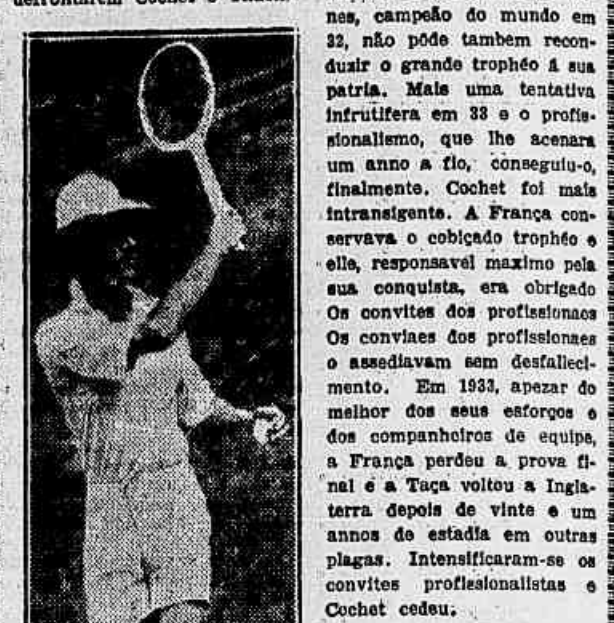 Cochet
nes, campeão do mundo em
32, não póde tambem recon-
duzir o grande trophéo á sua
patria. Mais uma tentativa
infrutifera em 33 e o profis-
sionalismo, que lhe acenara
um anno a fio, conseguiu-o,
finalmente. Cochet foi mais
intransigente. A França con-
servava o cobiçado trophéo e
elle, responsavel maximo pela
sua conquista, era obrigado
Os convites dos profissionaes
Os conviaes dos profissionaes
o assediavam sem desfalleci-
mento. Em 1933, apezar do
melhor dos seus esforços e
dos companheiros de equipe,
a França perdeu a prova fi-
nal e a Taça voltou a Ingla-
terra depois de vinte e um
annos de estadia em outras
plagas. Intensificaram-se os
convites profissionalistas e
Cochet cedeu.